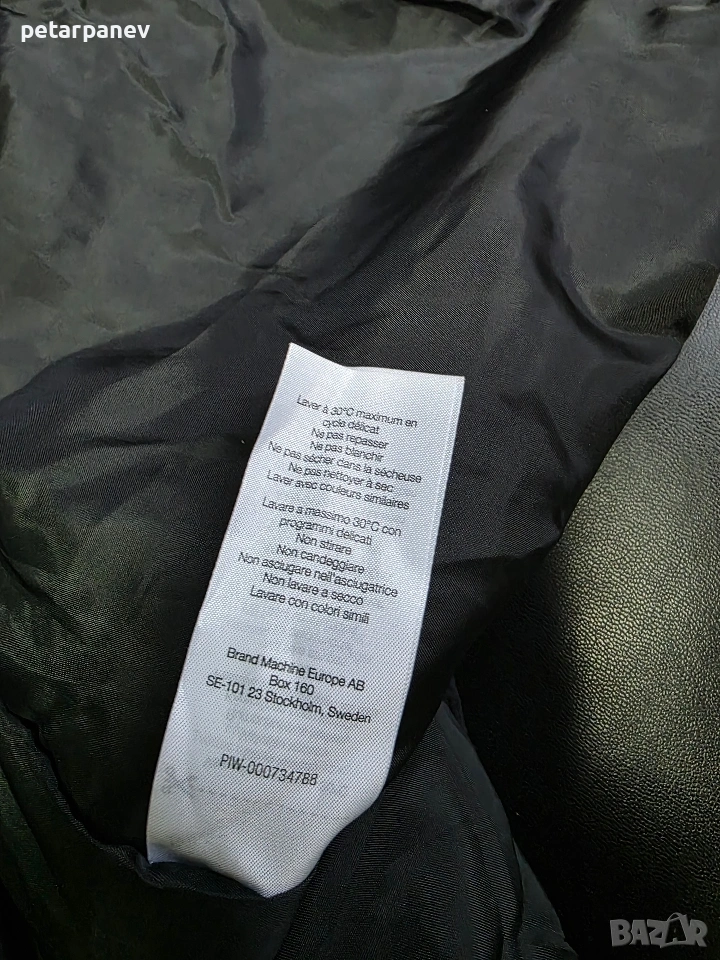 petarpanev
Laver à 30°C maximum en
cycle délicat
Ne pas repasser
Ne pas blanchir
Ne pas sécher dans la sécheuse
Ne pas nettoyer à sec
Laver avec couleurs similaires
Lavare a massimo 30°C con
programmi delicati
Non stirare
Non candeggiare
Non asciugare nell'asciugatrice
Non lavare a secco
Lavare con colori simili
Brand Machine Europe AB
Box 160
SE-101 23 Stockholm, Sweden
PIW-000734788
BAZAR